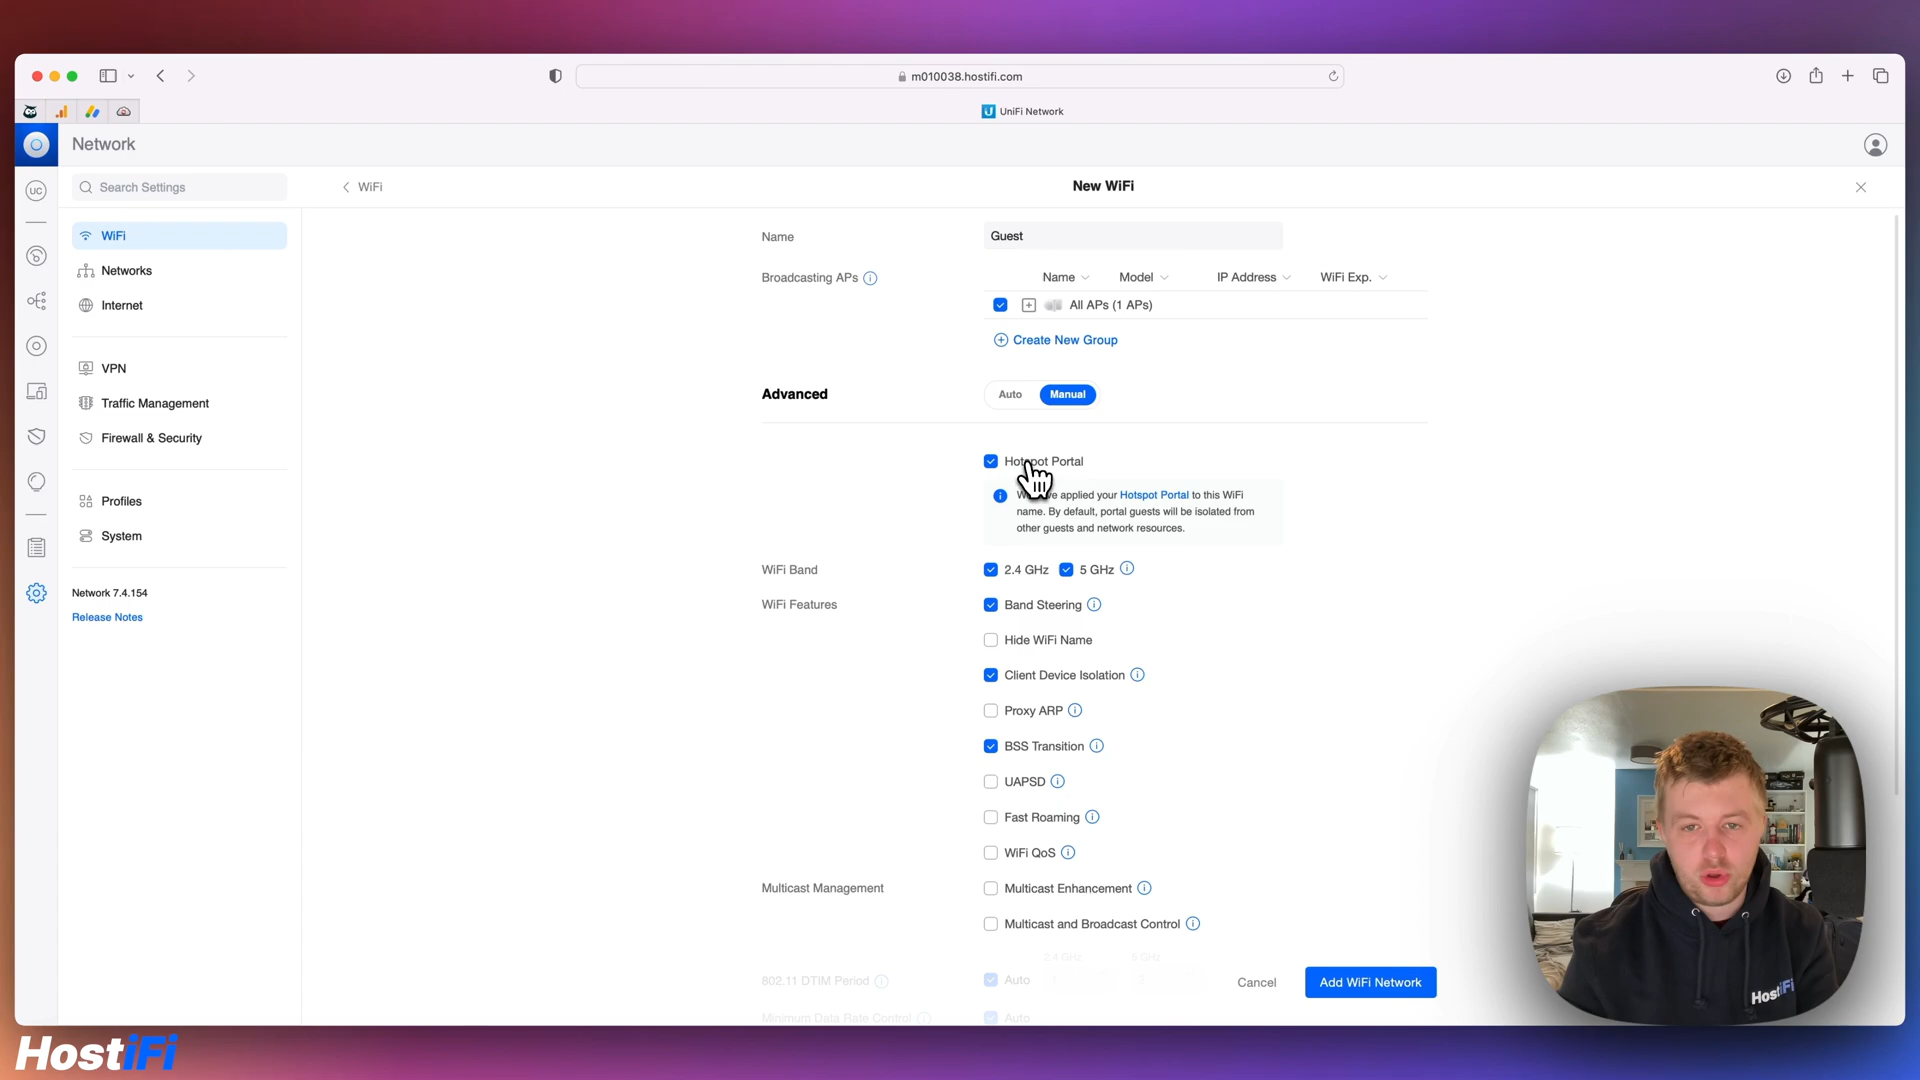 m010038.hostifi.com
UniFi Network
Network
UC
Search Settings
WiFi
New WiFi
WiFi
Networks
Internet
VPN
Traffic Management
Firewall & Security
Profiles
System
Network 7.4.154
Release Notes
Name
Guest
Broadcasting APs
Name
Model
IP Address
WiFi Exp.
All APs (1 APs)
Create New Group
Advanced
Auto
Manual
Hotspot Portal
applied your Hotspot Portal to this WiFi
name. By default, portal guests will be isolated from
other guests and network resources.
WiFi Band
2.4 GHz
5 GHz
WiFi Features
Band Steering
Hide WiFi Name
Client Device Isolation
Proxy ARP
BSS Transition
UAPSD
Fast Roaming
WiFi QoS
Multicast Management
Multicast Enhancement
Multicast and Broadcast Control
2.4 GHz
5 GHz
802.11 DTIM Period
Auto
Minimum Data Rate Control
Auto
Cancel
Add WiFi Network
HostiFi
HostiFi